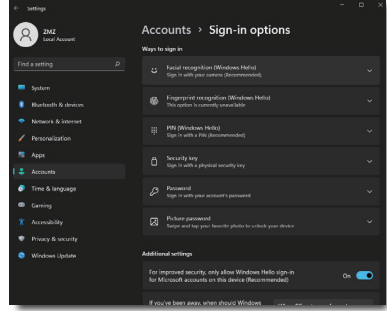 Settings
ZMZ
Local Account
Find a setting
System
Bluetooth & devices
Network & internet
Personalization
Apps
Accounts
Time & language
Gaming
Accessibility
Privacy & security
Windows Update
Accounts > Sign-in options
Ways to sign in
Facial recognition (Windows Hello)
Sign in with your camera (Recommended)
Fingerprint recognition (Windows Hello)
This option is currently unavailable
PIN (Windows Hello)
Sign in with a PIN (Recommended)
Security key
Sign in with a physical security key
Password
Sign in with your account's password
Picture password
Swipe and tap your favorite photo to unlock your device
Additional settings
For improved security, only allow Windows Hello sign-in
for Microsoft accounts on this device (Recommended)
On
If you've been away, when should Windows